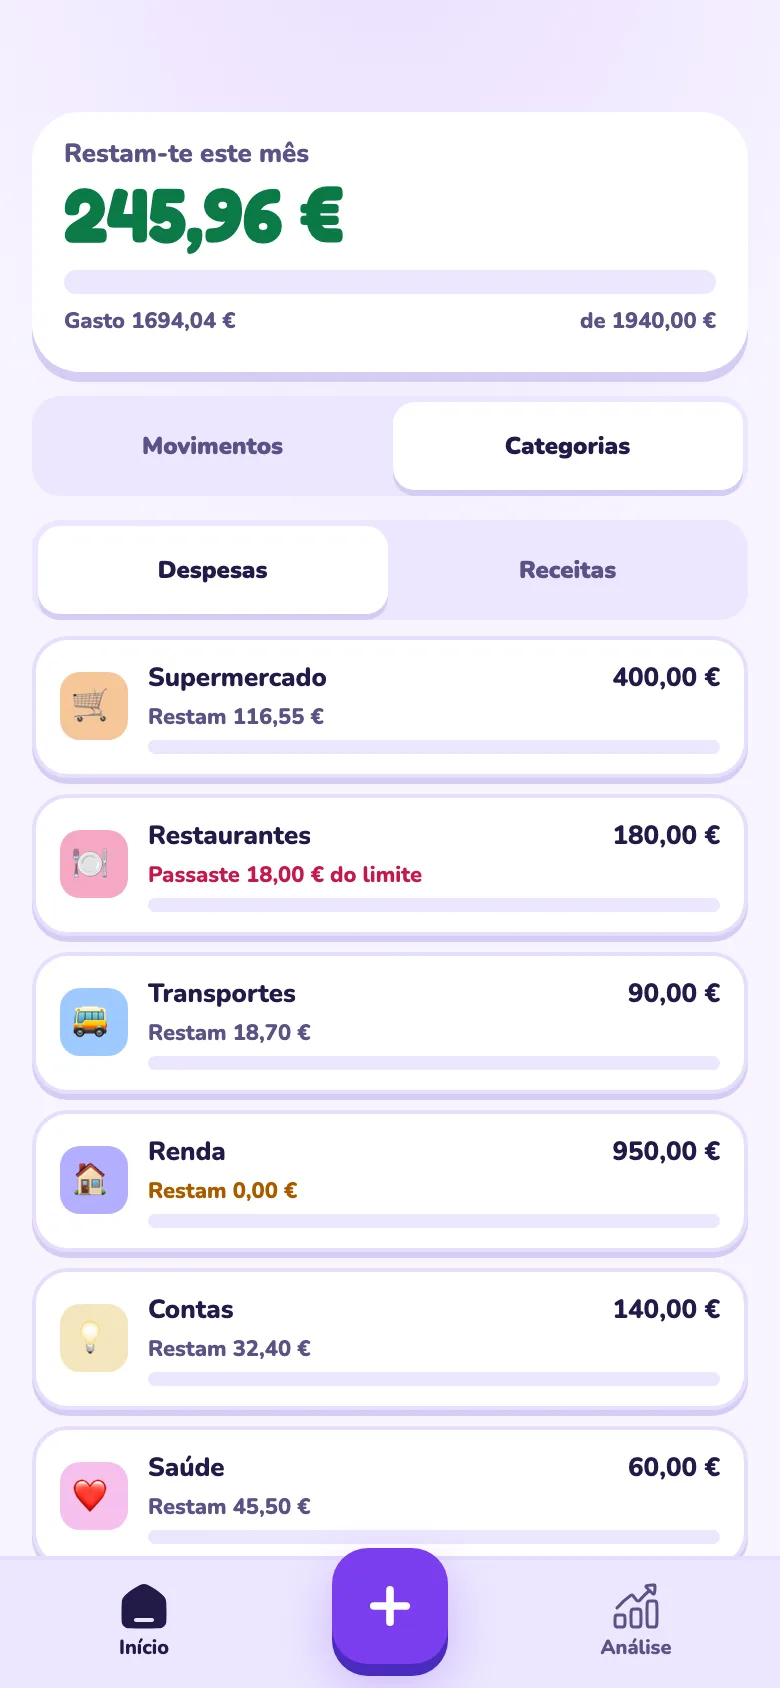 Restam-te este mês
245,96 €
Gasto 1694,04 €
de 1940,00 €
Movimentos
Categorias
Despesas
Receitas
Supermercado
400,00 €
Restam 116,55 €
Restaurantes
180,00 €
Passaste 18,00 € do limite
Transportes
90,00 €
Restam 18,70 €
Renda
950,00 €
Restam 0,00 €
Contas
140,00 €
Restam 32,40 €
Saúde
60,00 €
Restam 45,50 €
Início
Análise